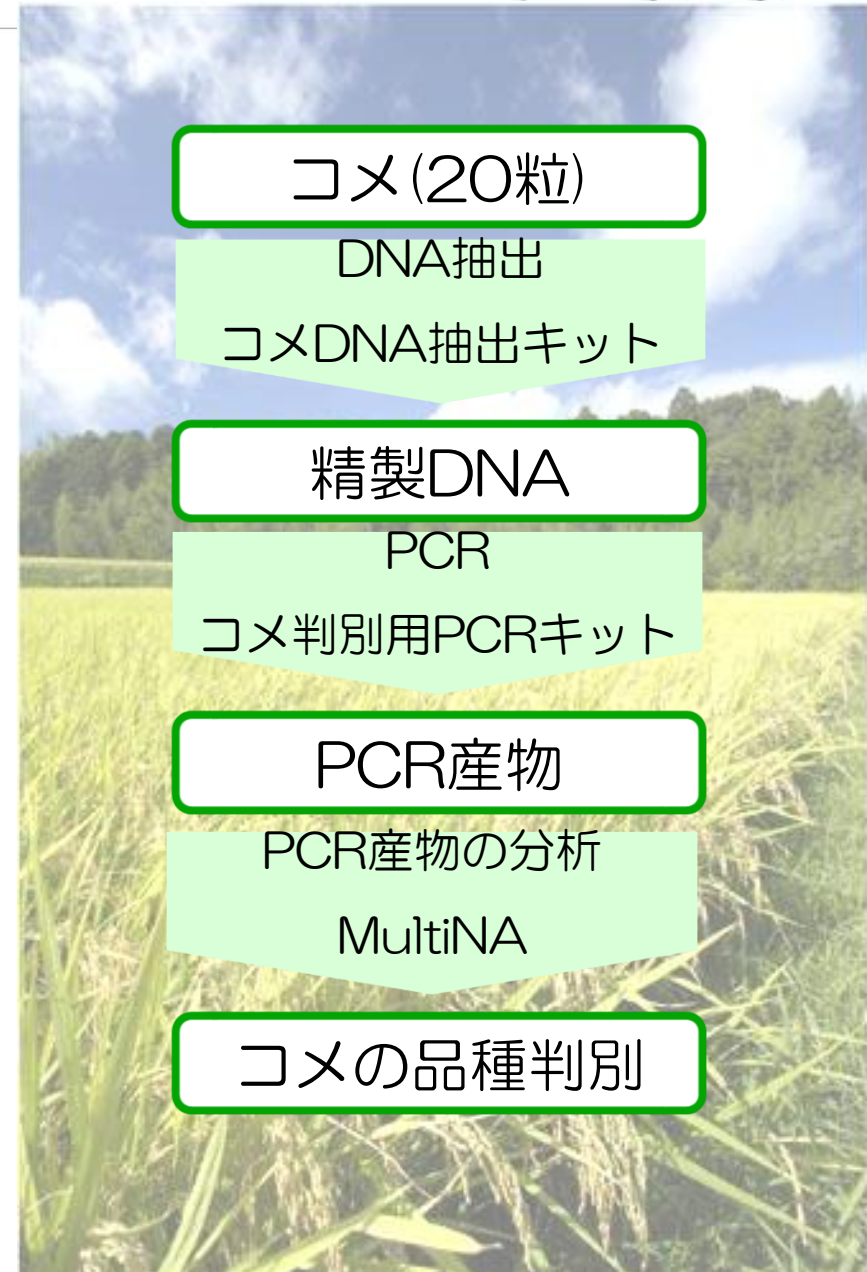 コメ(20粒)
DNA抽出
コメDNA抽出キット
精製DNA
PCR
コメ判別用PCRキット
PCR産物
PCR産物の分析
MultiNA
コメの品種判別